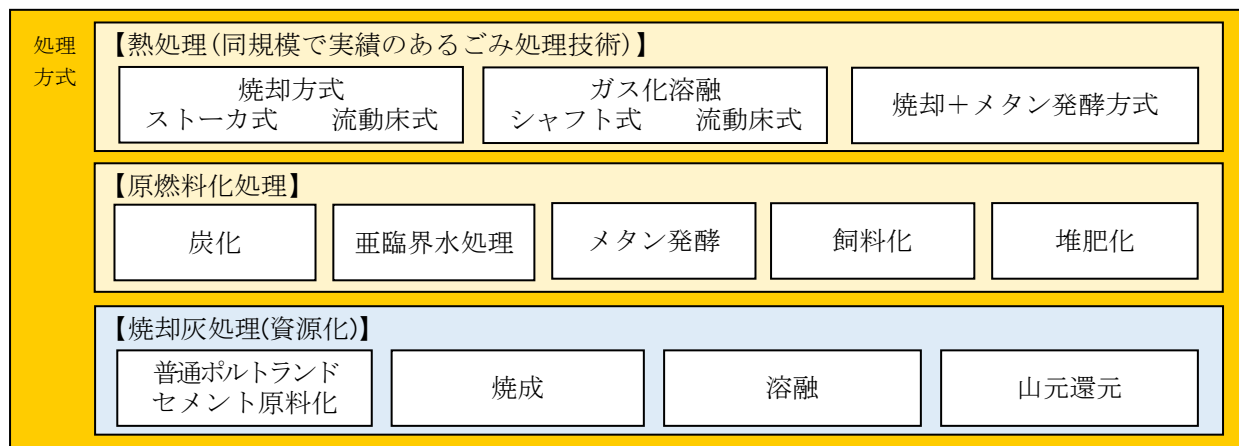 処理
方式
【熱処理(同規模で実績のあるごみ処理技術)】
焼却方式
ストーカ式　流動床式
ガス化溶融
シャフト式　流動床式
焼却＋メタン発酵方式
【原燃料化処理】
炭化
亜臨界水処理
メタン発酵
飼料化
堆肥化
【焼却灰処理(資源化)】
普通ポルトランド
セメント原料化
焼成
溶融
山元還元